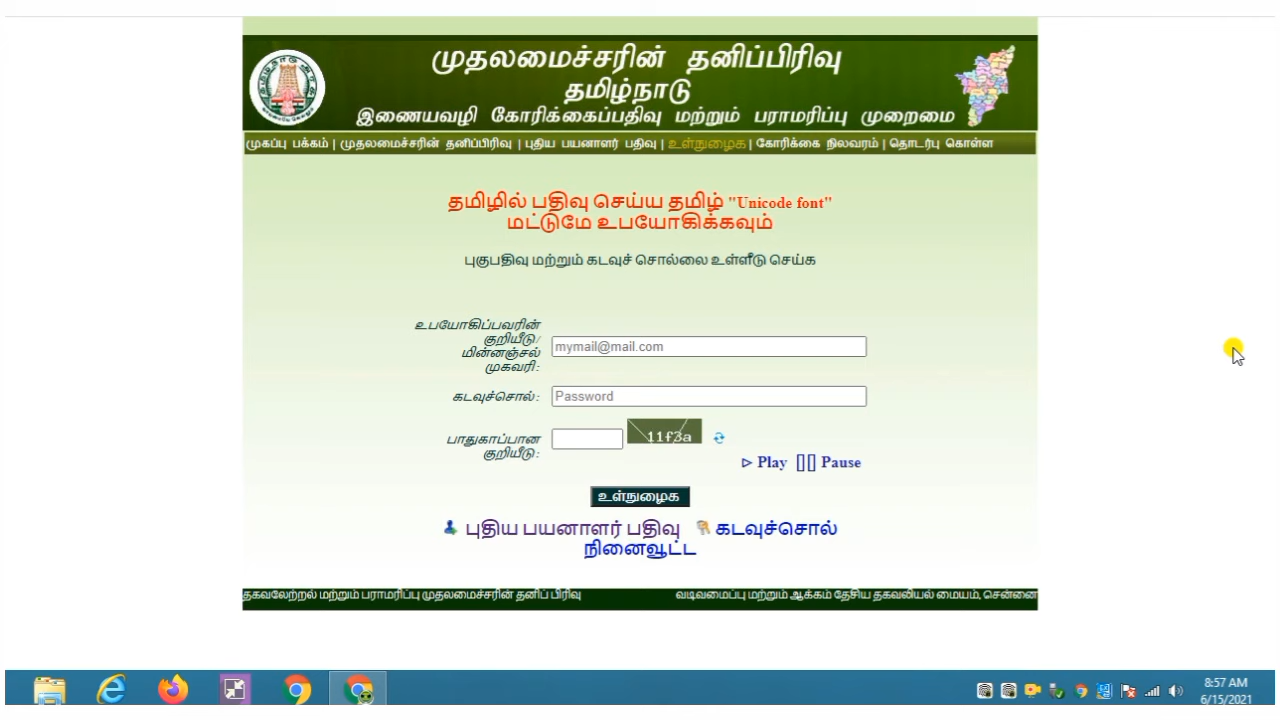 முதலமைச்சரின் தனிப்பிரிவு
தமிழ்நாடு
இணையவழி கோரிக்கைப்பதிவு மற்றும் பராமரிப்பு முறைமை
முகப்பு பக்கம் | முதலமைச்சரின் தனிப்பிரிவு | புதிய பயனாளர் பதிவு | உள்நுழைக | கோரிக்கை நிலவரம் | தொடர்பு கொள்ள
தமிழில் பதிவு செய்ய தமிழ் "Unicode font"
மட்டுமே உபயோகிக்கவும்
புகுபதிவு மற்றும் கடவுச் சொல்லை உள்ளீடு செய்க
உபயோகிப்பவரின்
குறியீடு/
மின்னஞ்சல்
முகவரி:
mymail@mail.com
கடவுச்சொல்: Password
பாதுகாப்பான
குறியீடு:
11f3a
Play [][] Pause
உள்நுழைக
புதிய பயனாளர் பதிவு கடவுச்சொல்
நினைவூட்ட
தகவலேற்றல் மற்றும் பராமரிப்பு முதலமைச்சரின் தனிப் பிரிவு வடிவமைப்பு மற்றும் ஆக்கம் தேசிய தகவலியல் மையம், சென்னை
8:57 AM
6/15/2021